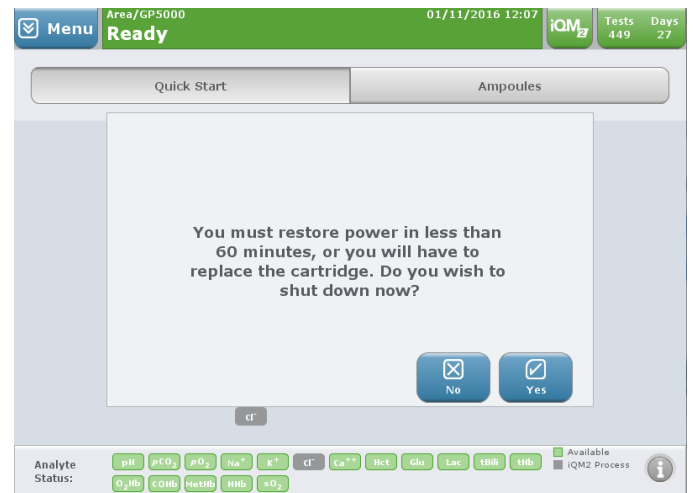 Menu
Area/GP5000
01/11/2016 12:07
Ready
iQM2
Tests
449
Days
27
Quick Start
Ampoules
You must restore power in less than
60 minutes, or you will have to
replace the cartridge. Do you wish to
shut down now?
No
Yes
Cl⁻
Analyte
Status:
pH pCO₂ pO₂ Na⁺ K⁺ Cl⁻ Ca⁺⁺ Hct Glu Lac tBili tHb
O₂Hb COHb MetHb HHb sO₂
Available
iQM2 Process